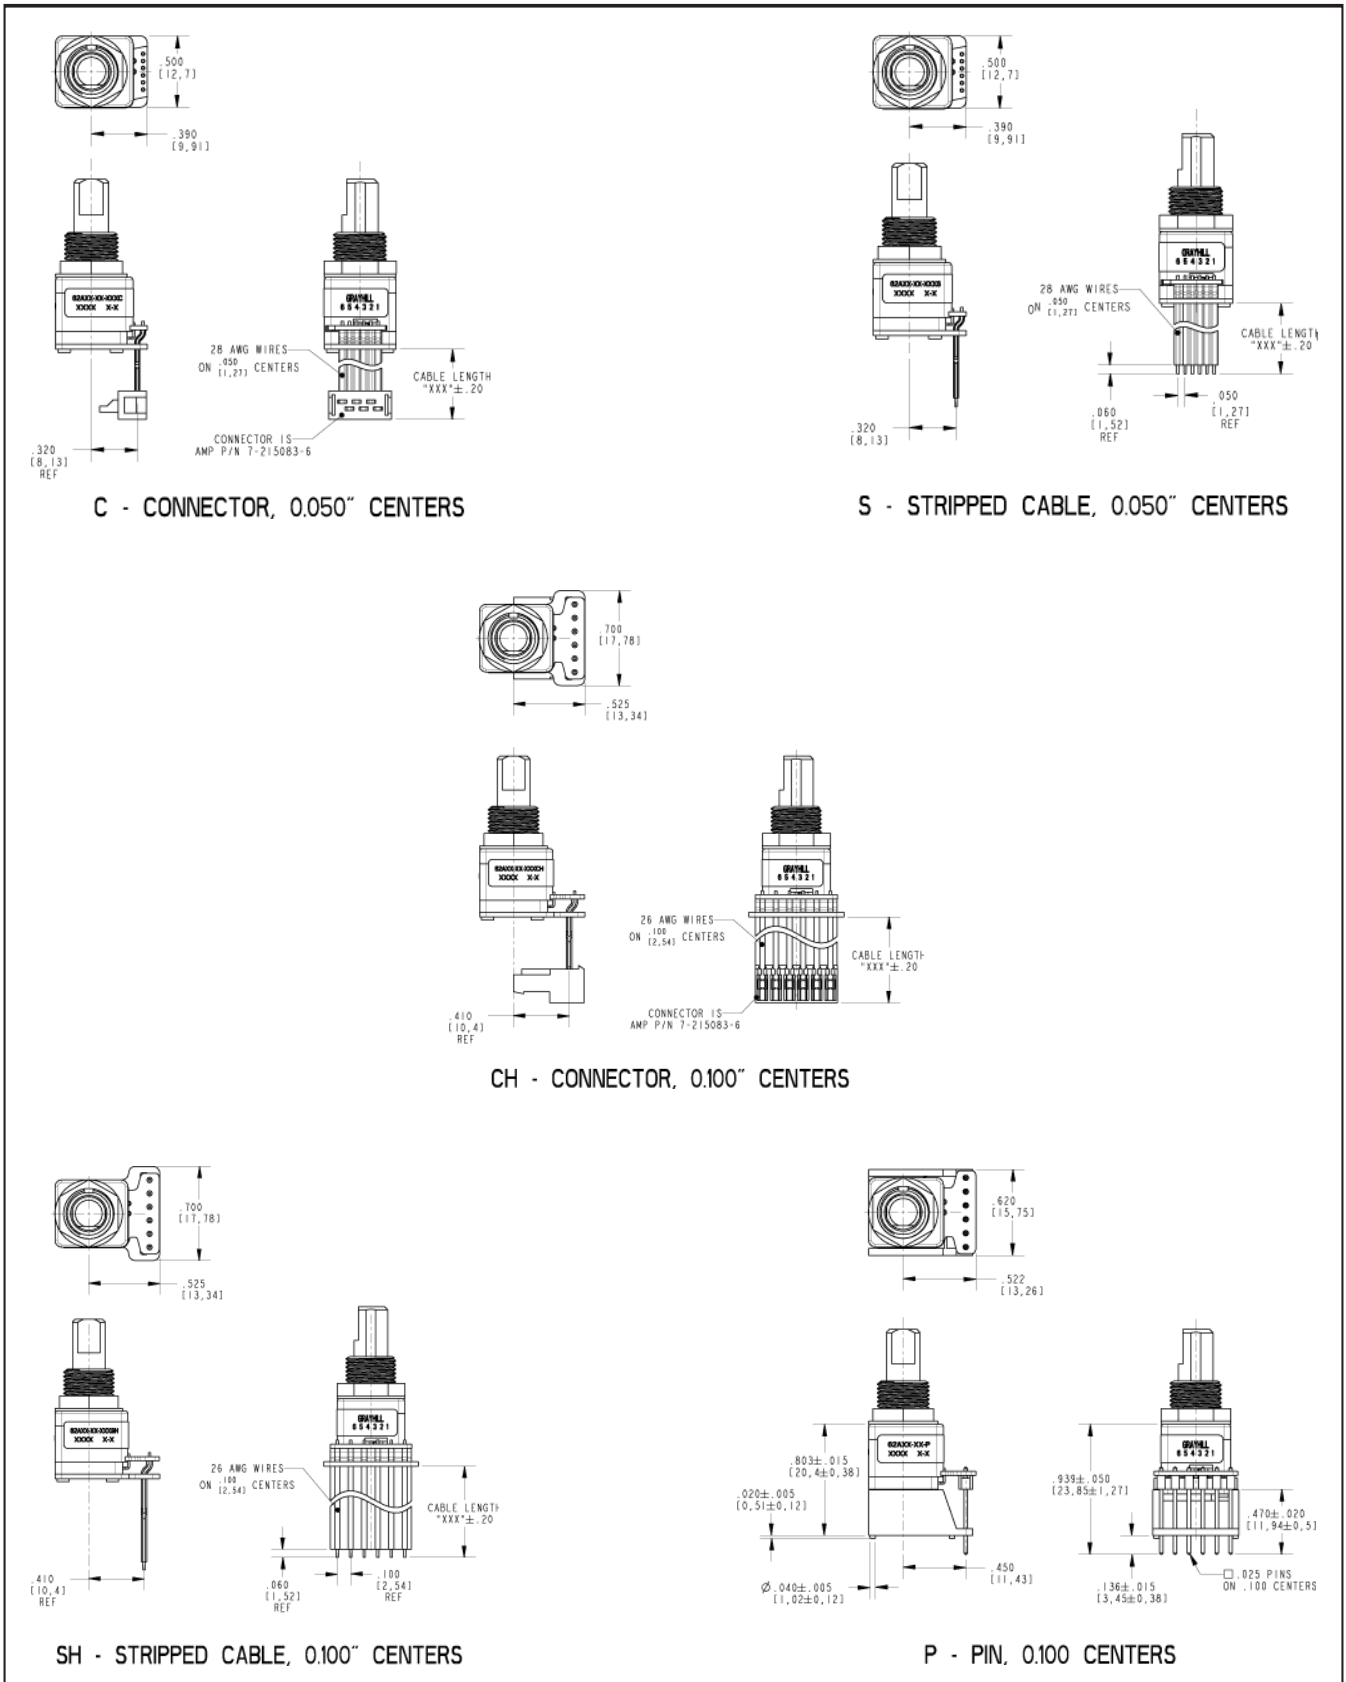 .500
[12,7]
.390
[9,91]
62AXX-XX-XXXC
XXXX X-X
GRAYHILL
654321
28 AWG WIRES
ON .050 [1,27] CENTERS
CABLE LENGTH
"XXX"±.20
CONNECTOR IS
AMP P/N 7-215083-6
.320
[8,13]
REF
C - CONNECTOR, 0.050" CENTERS
.500
[12,7]
.390
[9,91]
62AXX-XX-XXXS
XXXX X-X
GRAYHILL
654321
28 AWG WIRES
ON .050 [1,27] CENTERS
CABLE LENGTH
"XXX"±.20
.320
[8,13]
.060
[1,52]
REF
.050
[1,27]
REF
S - STRIPPED CABLE, 0.050" CENTERS
.700
[17,78]
.525
[13,34]
62AXX-XX-XXXCH
XXXX X-X
GRAYHILL
654321
26 AWG WIRES
ON .100 [2,54] CENTERS
CABLE LENGTH
"XXX"±.20
CONNECTOR IS
AMP P/N 7-215083-6
.410
[10,4]
REF
CH - CONNECTOR, 0.100" CENTERS
.700
[17,78]
.525
[13,34]
62AXX-XX-XXXSH
XXXX X-X
GRAYHILL
654321
26 AWG WIRES
ON .100 [2,54] CENTERS
CABLE LENGTH
"XXX"±.20
.410
[10,4]
REF
.060
[1,52]
REF
.100
[2,54]
REF
SH - STRIPPED CABLE, 0.100" CENTERS
.620
[15,75]
.522
[13,26]
62AXX-XX-P
XXXX X-X
GRAYHILL
654321
.803±.015
[20,4±0,38]
.020±.005
[0,51±0,12]
.939±.050
[23,85±1,27]
.470±.020
[11,94±0,5]
.450
[11,43]
Ø.040±.005
[1,02±0,12]
.136±.015
[3,45±0,38]
□.025 PINS
ON .100 CENTERS
P - PIN, 0.100 CENTERS